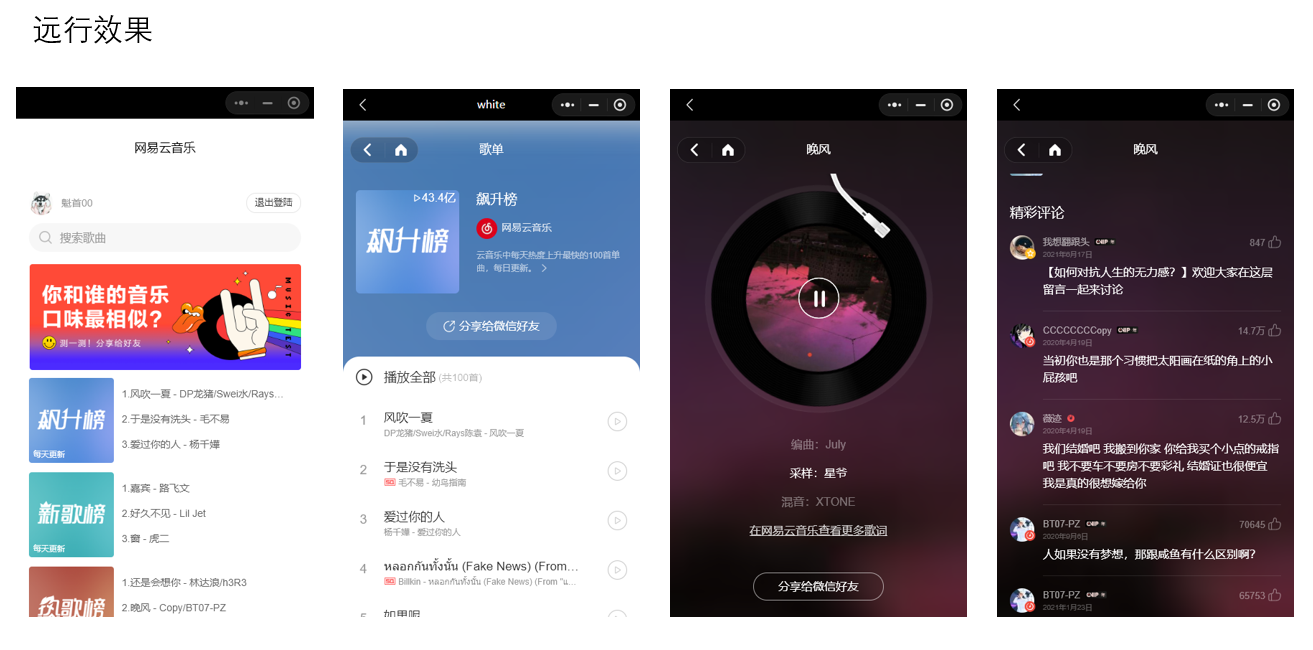 远行效果
网易云音乐
魁首00
退出登陆
搜索歌曲
你和谁的音乐
口味最相似？
测一测！分享给好友
MUSIC TEST
飙升榜
每天更新
1.风吹一夏 - DP龙猪/Swei水/Rays...
2.于是没有洗头 - 毛不易
3.爱过你的人 - 杨千嬅
新歌榜
每天更新
1.嘉宾 - 路飞文
2.好久不见 - Lil Jet
3.窗 - 虎二
热歌榜
1.还是会想你 - 林达浪/h3R3
2.晚风 - Copy/BT07-PZ
white
歌单
43.4亿
飙升榜
飙升榜
网易云音乐
云音乐中每天热度上升最快的100首单
曲，每日更新。
分享给微信好友
播放全部 (共100首)
1
风吹一夏
DP龙猪/Swei水/Rays陈袁 - 风吹一夏
2
于是没有洗头
毛不易 - 幼鸟指南
3
爱过你的人
杨千嬅 - 爱过你的人
4
หลอกกันทั้งนั้น (Fake News) (From...
Billkin - หลอกกันทั้งนั้น (Fake News) (From "แ...
5
如果呢
晚风
编曲：July
采样：星爷
混音：XTONE
在网易云音乐查看更多歌词
分享给微信好友
晚风
精彩评论
我想翻跟头
847
2021年6月17日
【如何对抗人生的无力感？】欢迎大家在这层
留言一起来讨论
CCCCCCCCopy
14.7万
2020年4月19日
当初你也是那个习惯把太阳画在纸的角上的小
屁孩吧
薇迹
12.5万
2020年4月19日
我们结婚吧 我搬到你家 你给我买个小点的戒指
吧 我不要车不要房不要彩礼 结婚证也很便宜
我是真的很想嫁给你
BT07-PZ
70645
2020年9月6日
人如果没有梦想，那跟咸鱼有什么区别啊？
BT07-PZ
65753
2021年1月23日